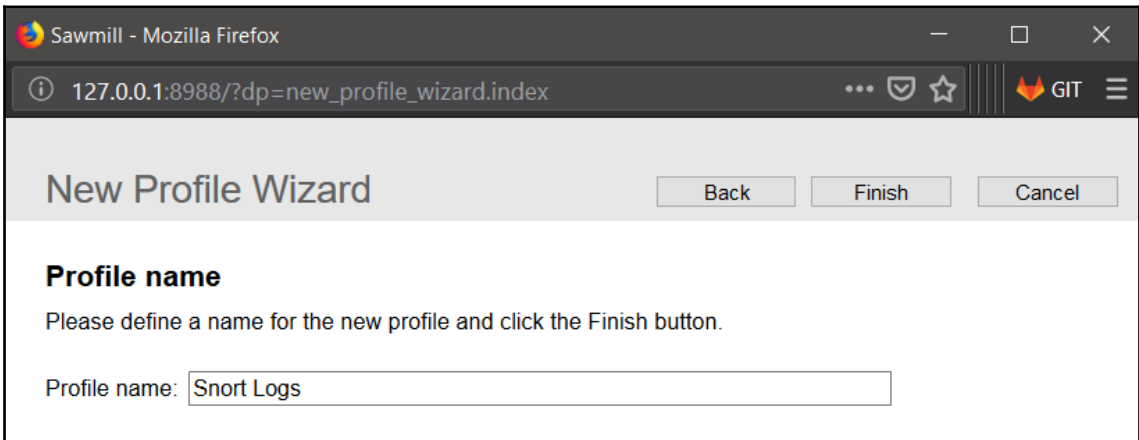 Sawmill - Mozilla Firefox
127.0.0.1:8988/?dp=new_profile_wizard.index
GIT
New Profile Wizard
Back
Finish
Cancel
Profile name
Please define a name for the new profile and click the Finish button.
Profile name: Snort Logs